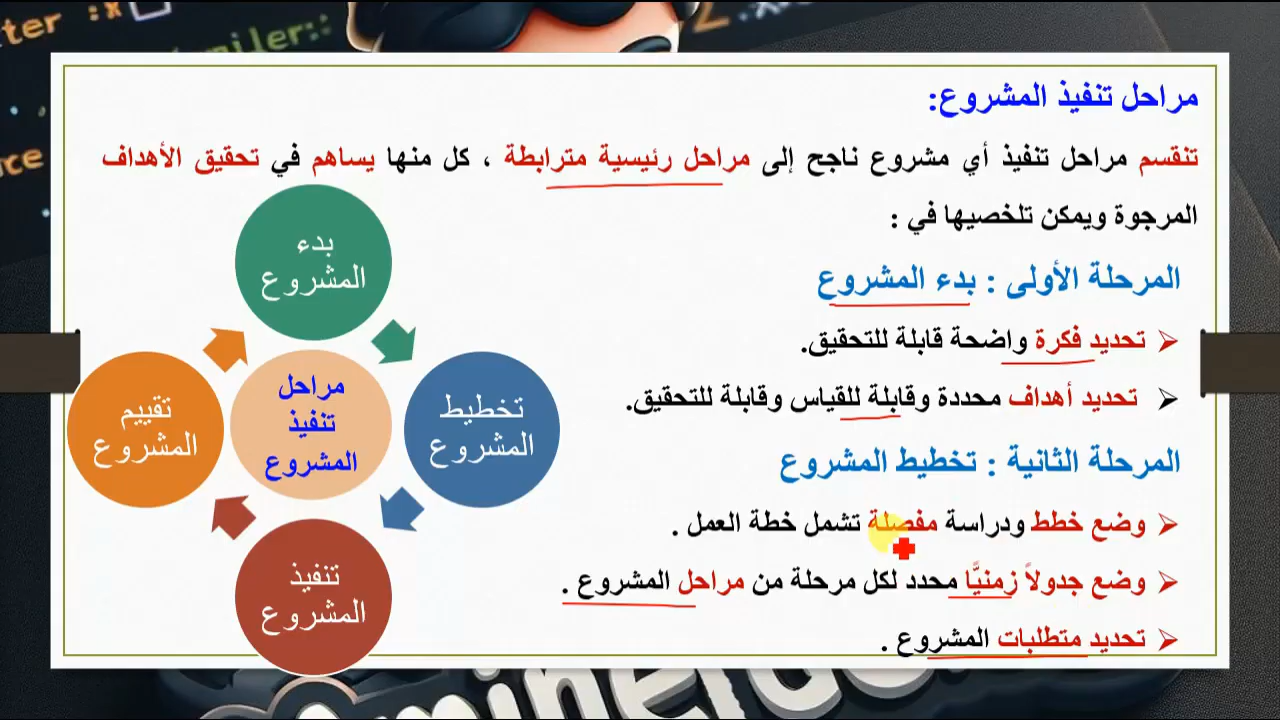 مراحل تنفيذ المشروع:
تنقسم مراحل تنفيذ أي مشروع ناجح إلى مراحل رئيسية مترابطة ، كل منها يساهم في تحقيق الأهداف
المرجوة ويمكن تلخصيها في :
المرحلة الأولى : بدء المشروع
تحديد فكرة واضحة قابلة للتحقيق.
تحديد أهداف محددة وقابلة للقياس وقابلة للتحقيق.
المرحلة الثانية : تخطيط المشروع
وضع خطط ودراسة مفصلة تشمل خطة العمل .
وضع جدولاً زمنيًّا محدد لكل مرحلة من مراحل المشروع .
تحديد متطلبات المشروع .
بدء
المشروع
تخطيط
المشروع
تنفيذ
المشروع
تقييم
المشروع
مراحل
تنفيذ
المشروع